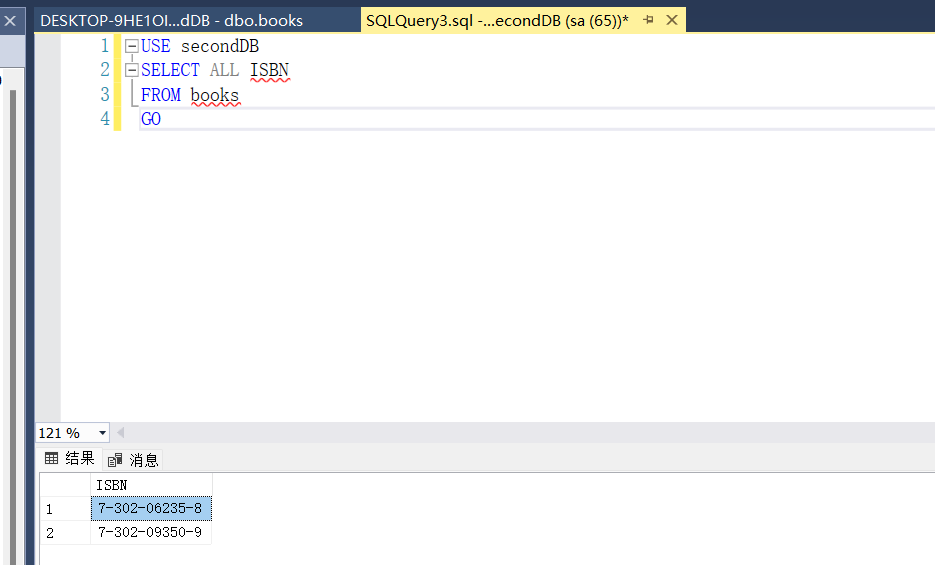 DESKTOP-9HE1OI...dDB - dbo.books
SQLQuery3.sql -...econdDB (sa (65))*
1 USE secondDB
2 SELECT ALL ISBN
3 FROM books
4 GO
121 %
结果 消息
ISBN
1 7-302-06235-8
2 7-302-09350-9